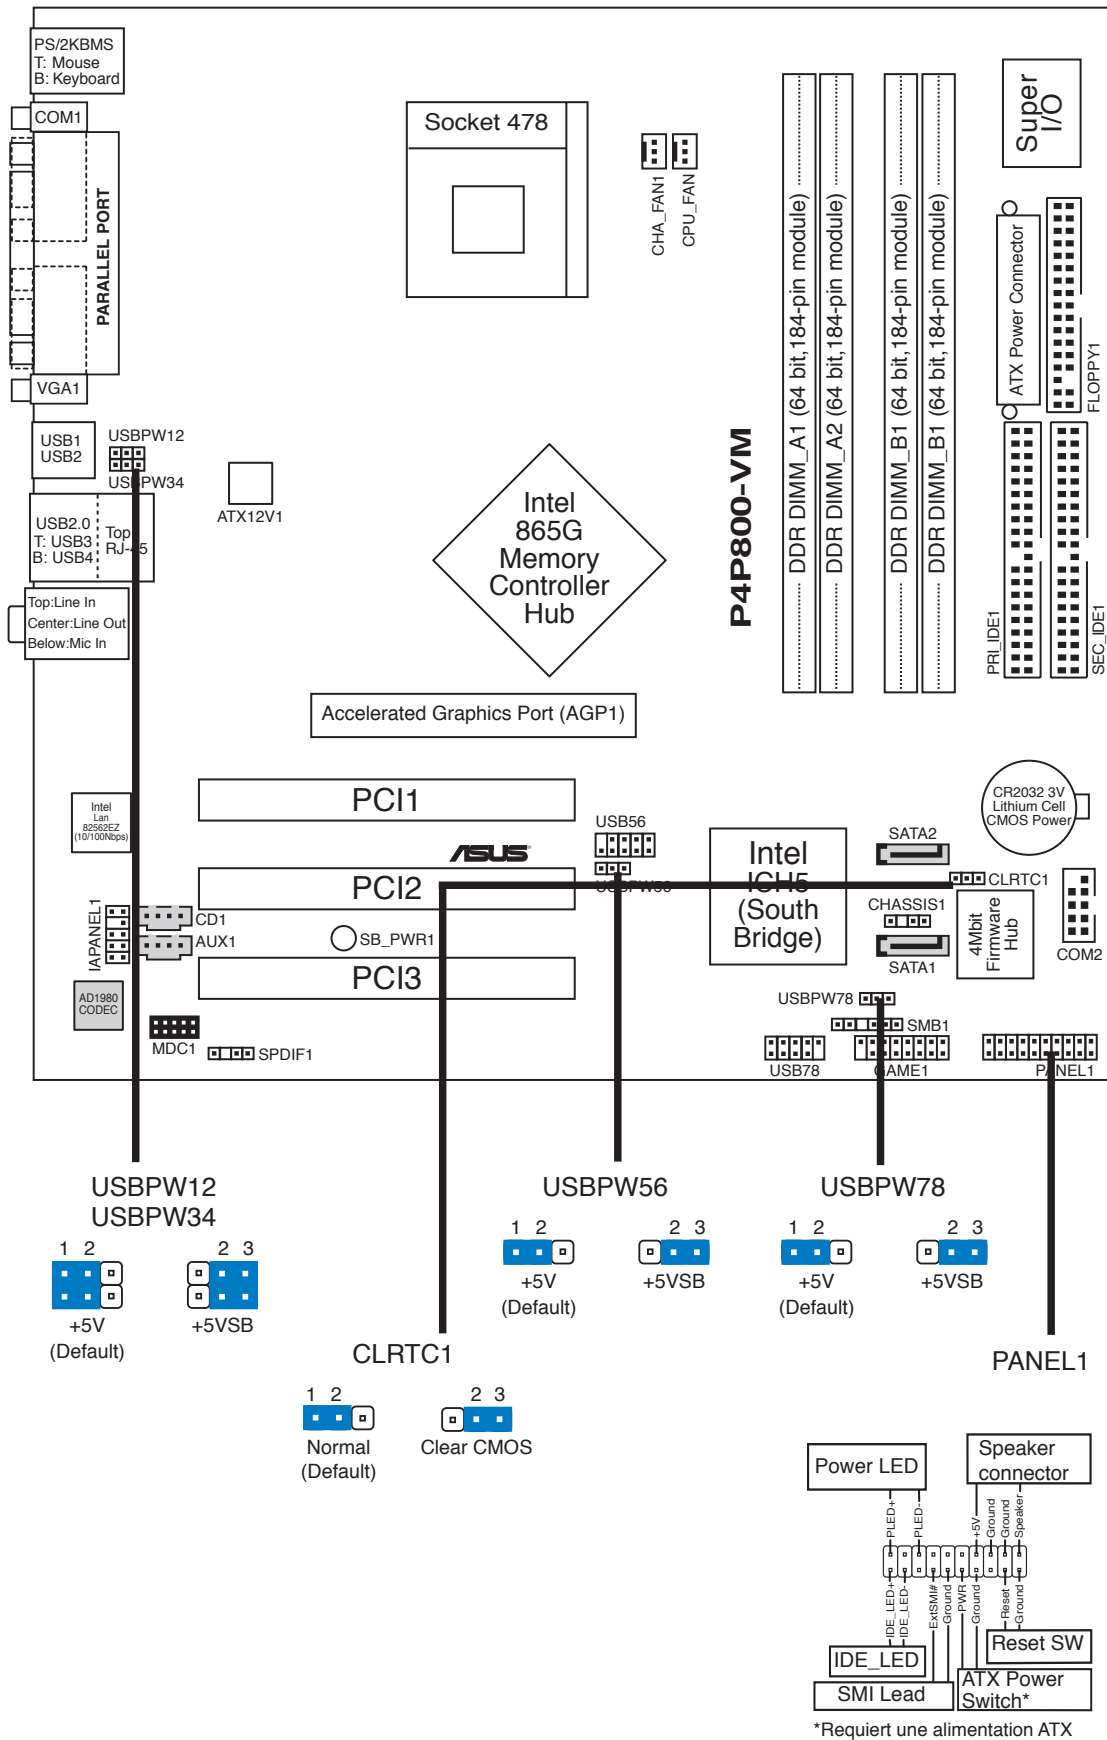 PS/2KBMS
T: Mouse
B: Keyboard
COM1
PARALLEL PORT
VGA1
USB1
USB2
USBPW12
USBPW34
USB2.0
T: USB3
B: USB4
Top
RJ-45
Top:Line In
Center:Line Out
Below:Mic In
ATX12V1
Socket 478
CHA_FAN1
CPU_FAN
Intel
865G
Memory
Controller
Hub
P4P800-VM
DDR DIMM_A1 (64 bit,184-pin module)
DDR DIMM_A2 (64 bit,184-pin module)
DDR DIMM_B1 (64 bit,184-pin module)
DDR DIMM_B1 (64 bit,184-pin module)
Super
I/O
ATX Power Connector
FLOPPY1
PRI_IDE1
SEC_IDE1
Accelerated Graphics Port (AGP1)
PCI1
Intel
Lan
82562EZ
(10/100Nbps)
ASUS
PCI2
USB56
USBPW56
Intel
ICH5
(South
Bridge)
SATA2
CR2032 3V
Lithium Cell
CMOS Power
CLRTC1
CHASSIS1
SATA1
4Mbit
Firmware
Hub
COM2
IAPANEL1
CD1
AUX1
SB_PWR1
PCI3
AD1980
CODEC
MDC1
SPDIF1
USBPW78
SMB1
USB78
GAME1
PANEL1
USBPW12
USBPW34
1 2
2 3
+5V
(Default)
+5VSB
USBPW56
1 2
2 3
+5V
(Default)
+5VSB
USBPW78
1 2
2 3
+5V
(Default)
+5VSB
CLRTC1
1 2
2 3
Normal
(Default)
Clear CMOS
PANEL1
Power LED
Speaker
connector
PLED+
PLED-
+5V
Ground
Ground
Speaker
IDE_LED+
IDE_LED-
ExtSMI#
Ground
PWR
Ground
Reset
Ground
IDE_LED
Reset SW
SMI Lead
ATX Power
Switch*
*Requiert une alimentation ATX